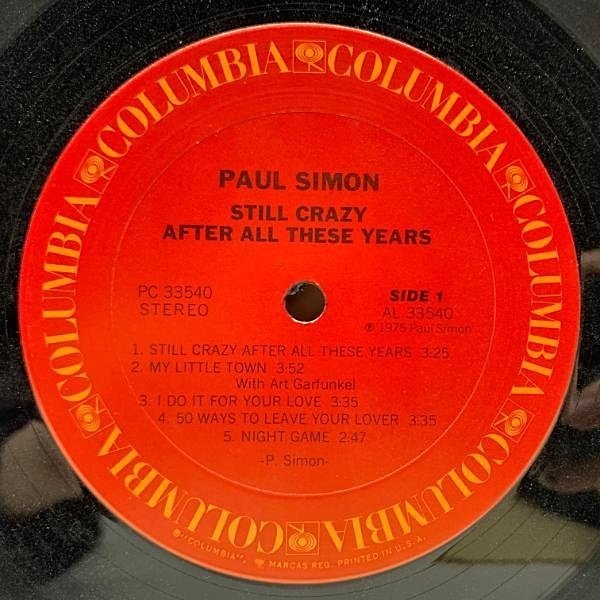 COLUMBIA COLUMBIA COLUMBIA COLUMBIA COLUMBIA COLUMBIA
PAUL SIMON
STILL CRAZY
AFTER ALL THESE YEARS
PC 33540
STEREO
SIDE 1
AL 33540
℗ 1975 Paul Simon
1. STILL CRAZY AFTER ALL THESE YEARS 3:25
2. MY LITTLE TOWN 3:52
With Art Garfunkel
3. I DO IT FOR YOUR LOVE 3:35
4. 50 WAYS TO LEAVE YOUR LOVER 3:35
5. NIGHT GAME 2:47
-P. Simon-
®"COLUMBIA", MARCAS REG. PRINTED IN U.S.A.